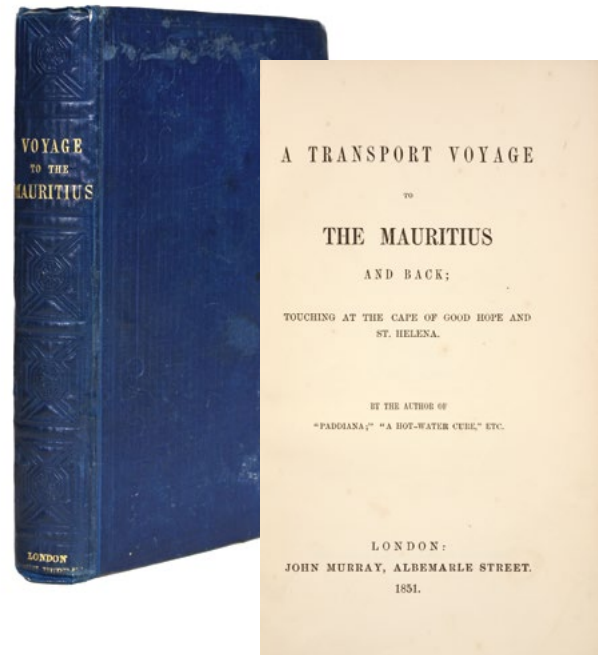 VOYAGE
TO THE
MAURITIUS
LONDON
A TRANSPORT VOYAGE
TO
THE MAURITIUS
AND BACK;
TOUCHING AT THE CAPE OF GOOD HOPE AND
ST. HELENA.
BY THE AUTHOR OF
“PADDIANA;” “A HOT-WATER CURE,” ETC.
LONDON:
JOHN MURRAY, ALBEMARLE STREET.
1851.